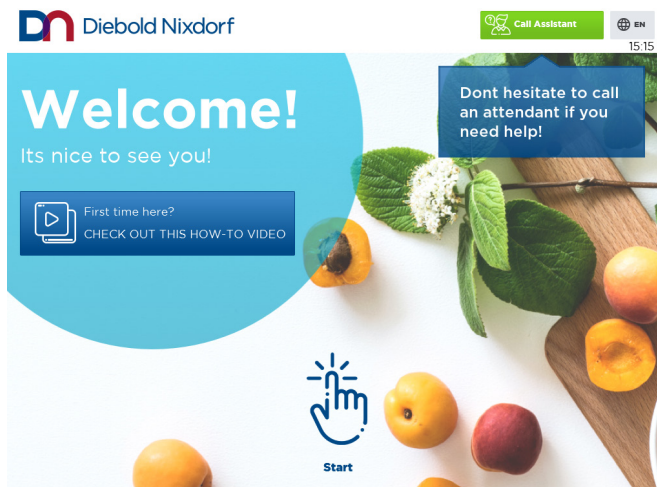 DN Diebold Nixdorf
Call Assistant
EN
15:15
Welcome!
Its nice to see you!
Dont hesitate to call
an attendant if you
need help!
First time here?
CHECK OUT THIS HOW-TO VIDEO
Start